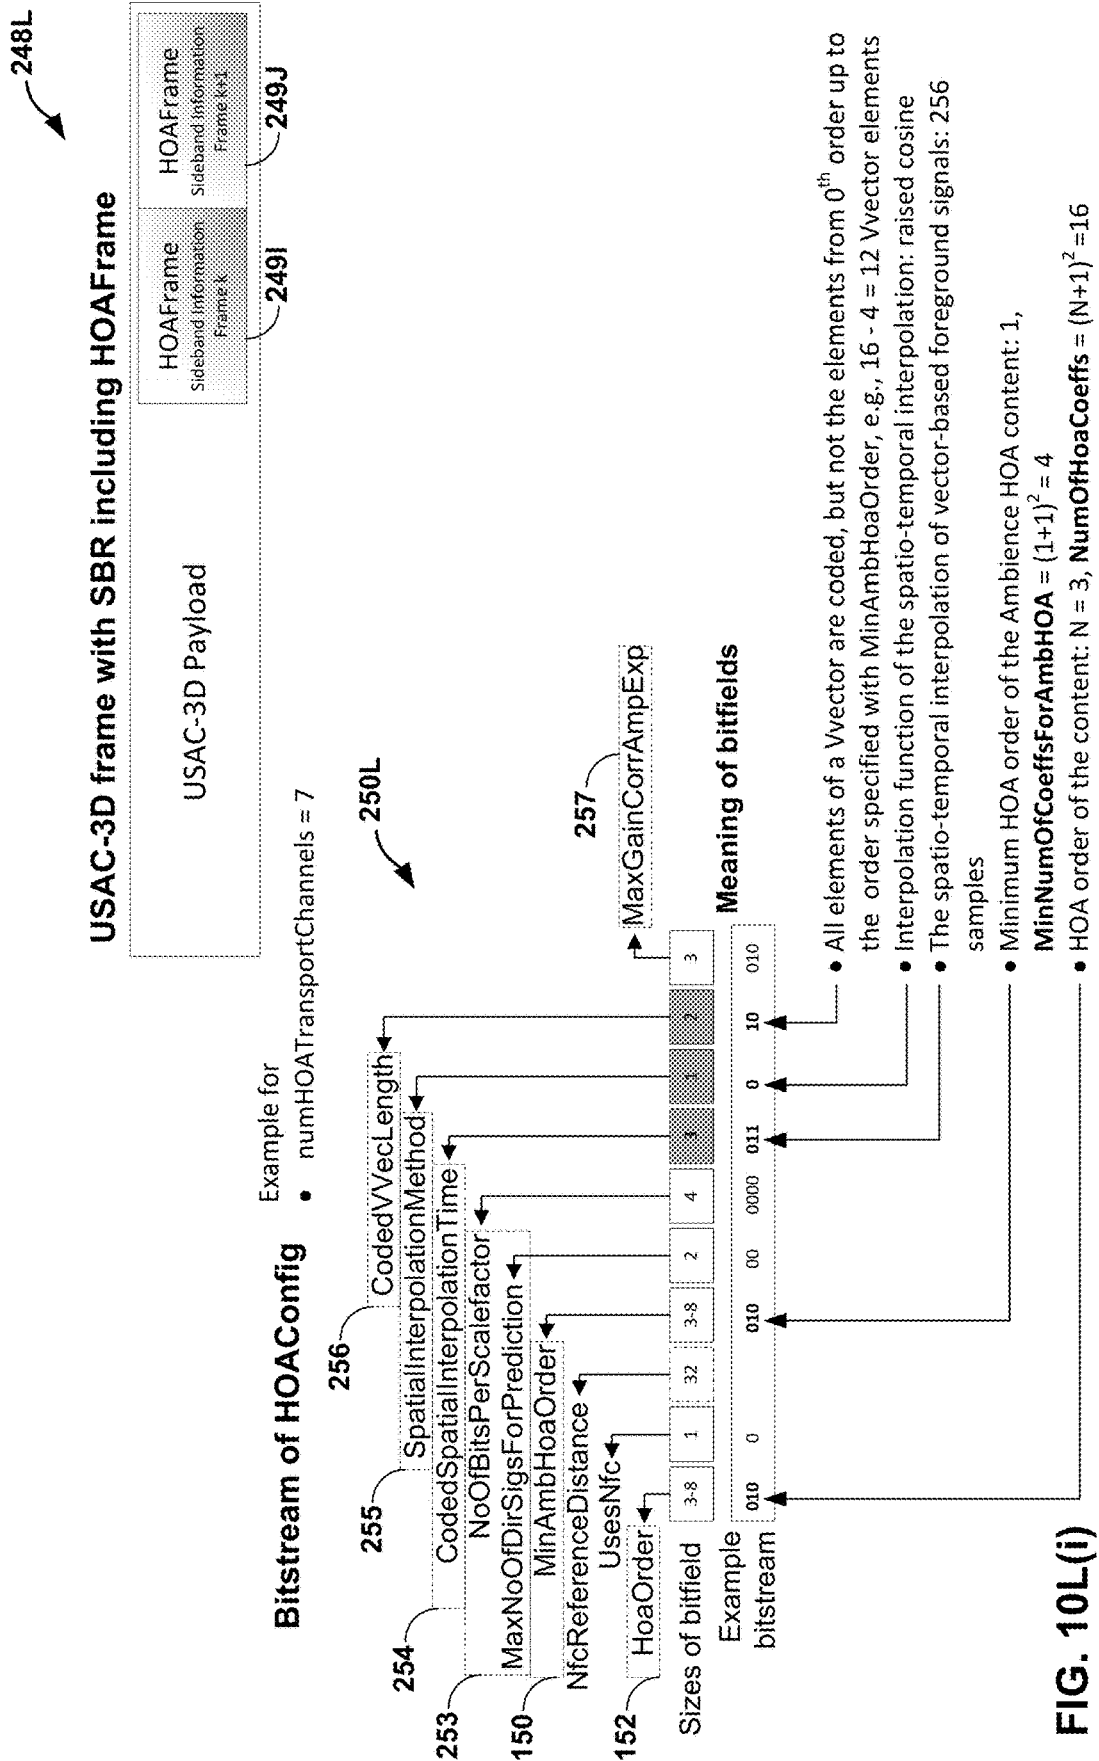 248L
USAC-3D frame with SBR including HOAFrame
USAC-3D Payload
HOAFrame
Sideband Information
Frame k
HOAFrame
Sideband Information
Frame k+1
249I
249J
Bitstream of HOAConfig
Example for
• numHOATransportChannels = 7
250L
256
CodedVVecLength
255
SpatialInterpolationMethod
254
CodedSpatialInterpolationTime
253
NoOfBitsPerScalefactor
MaxNoOfDirSigsForPrediction
150
MinAmbHoaOrder
NfcReferenceDistance
UsesNfc
152
HoaOrder
257
MaxGainCorrAmpExp
Sizes of bitfield
3-8 1 32 3-8 2 4 3 1 2 3
Example
bitstream
010 0 010 00 0000 011 0 10 010
Meaning of bitfields
• All elements of a Vvector are coded, but not the elements from 0th order up to
the order specified with MinAmbHoaOrder, e.g., 16 - 4 = 12 Vvector elements
• Interpolation function of the spatio-temporal interpolation: raised cosine
• The spatio-temporal interpolation of vector-based foreground signals: 256
samples
• Minimum HOA order of the Ambience HOA content: 1,
MinNumOfCoeffsForAmbHOA = (1+1)² = 4
• HOA order of the content: N = 3, NumOfHoaCoeffs = (N+1)² =16
FIG. 10L(i)